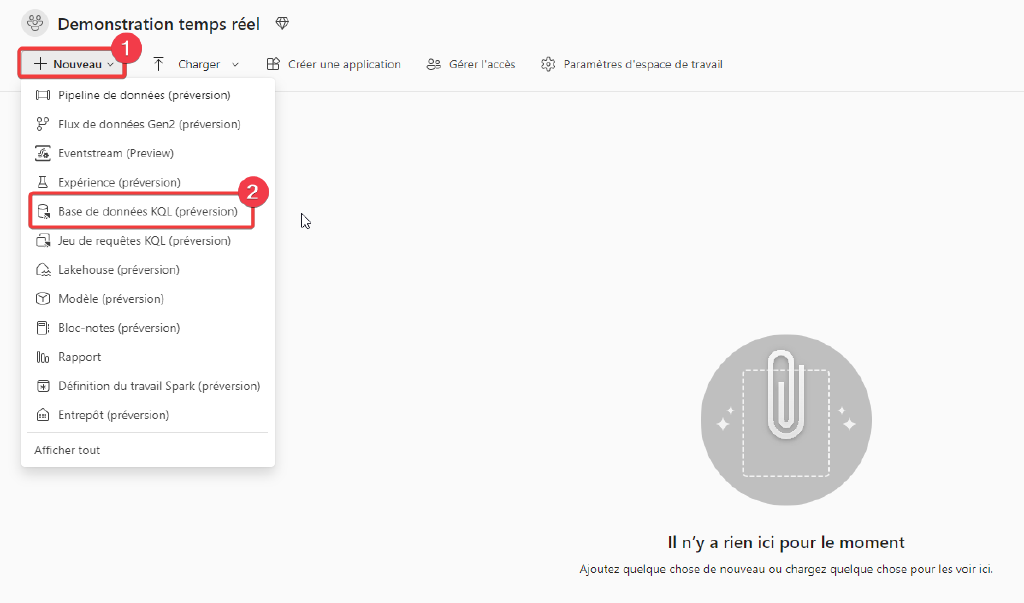 Demonstration temps réel
Nouveau
1
Charger
Créer une application
Gérer l'accès
Paramètres d'espace de travail
Pipeline de données (préversion)
Flux de données Gen2 (préversion)
Eventstream (Preview)
Expérience (préversion)
2
Base de données KQL (préversion)
Jeu de requêtes KQL (préversion)
Lakehouse (préversion)
Modèle (préversion)
Bloc-notes (préversion)
Rapport
Définition du travail Spark (préversion)
Entrepôt (préversion)
Afficher tout
Il n'y a rien ici pour le moment
Ajoutez quelque chose de nouveau ou chargez quelque chose pour les voir ici.